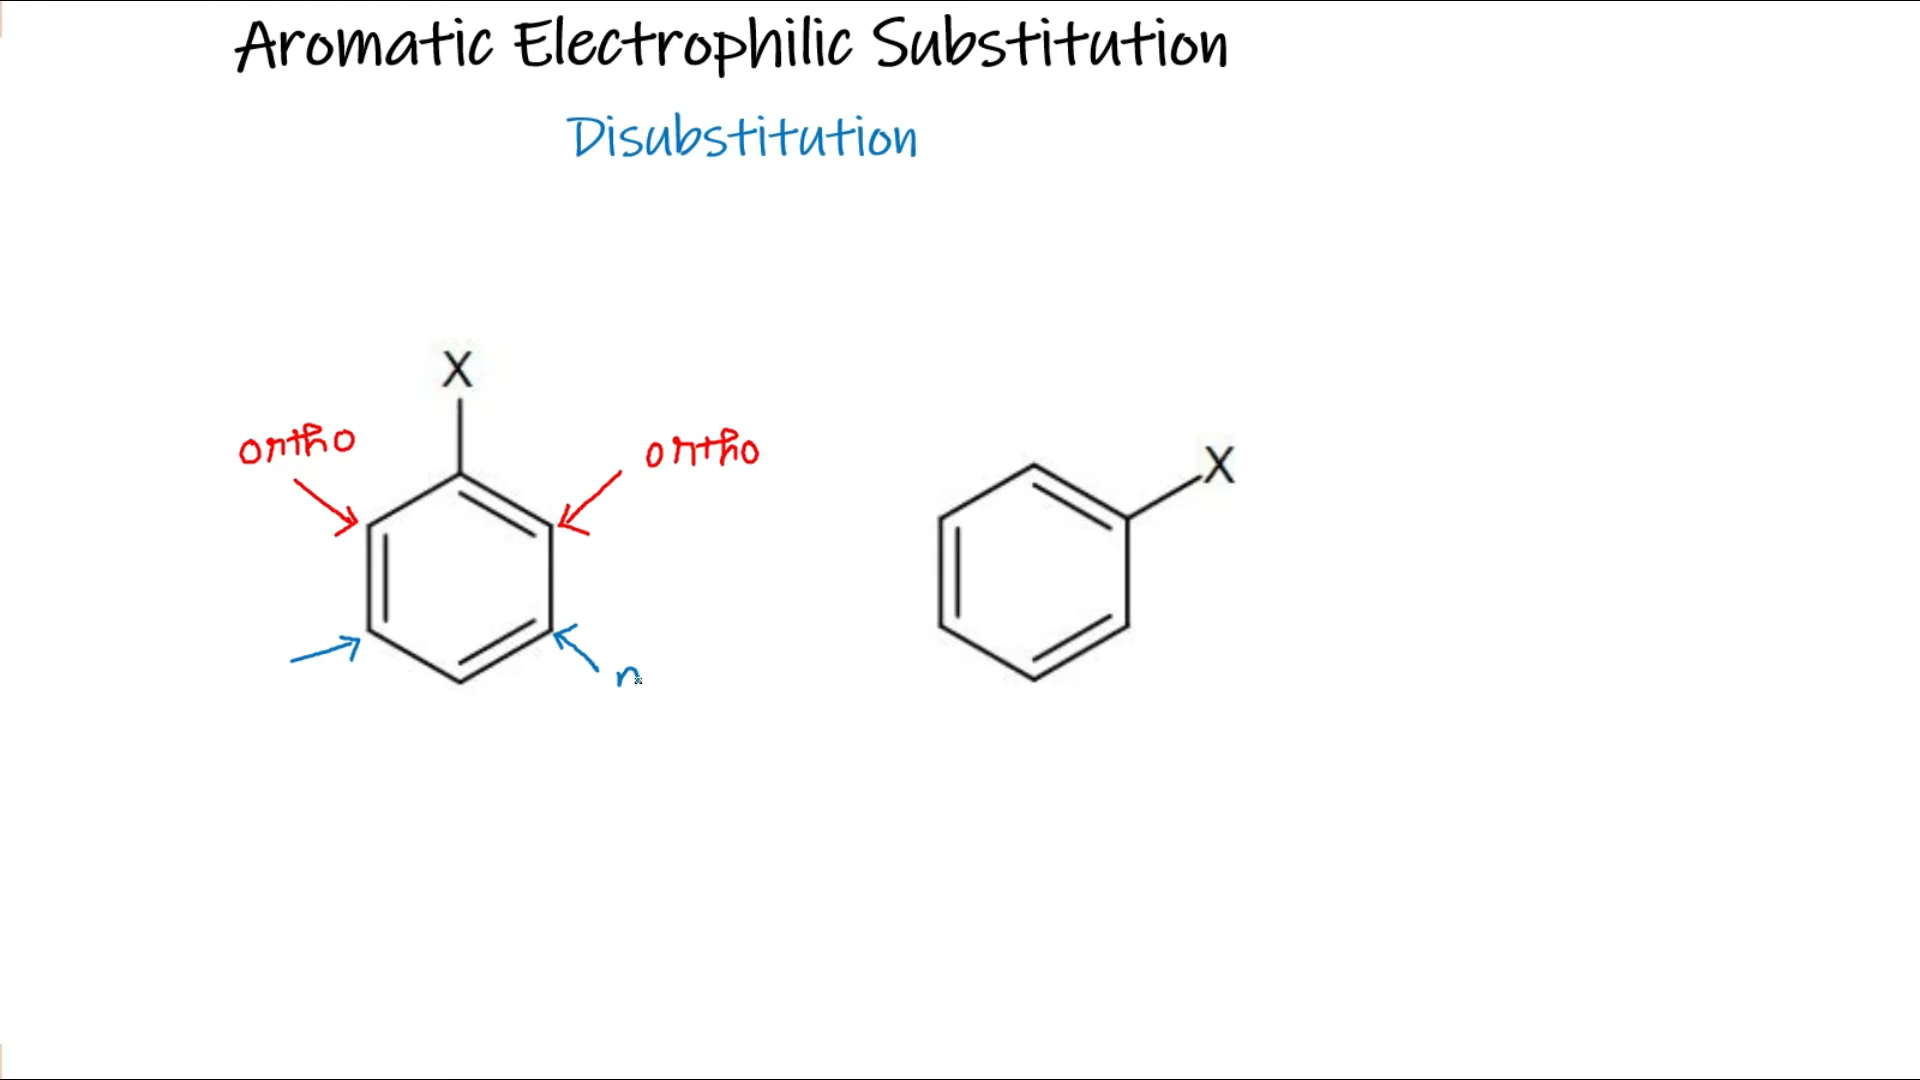 Aromatic Electrophilic Substitution
Disubstitution
X
ortho
ortho
X
n